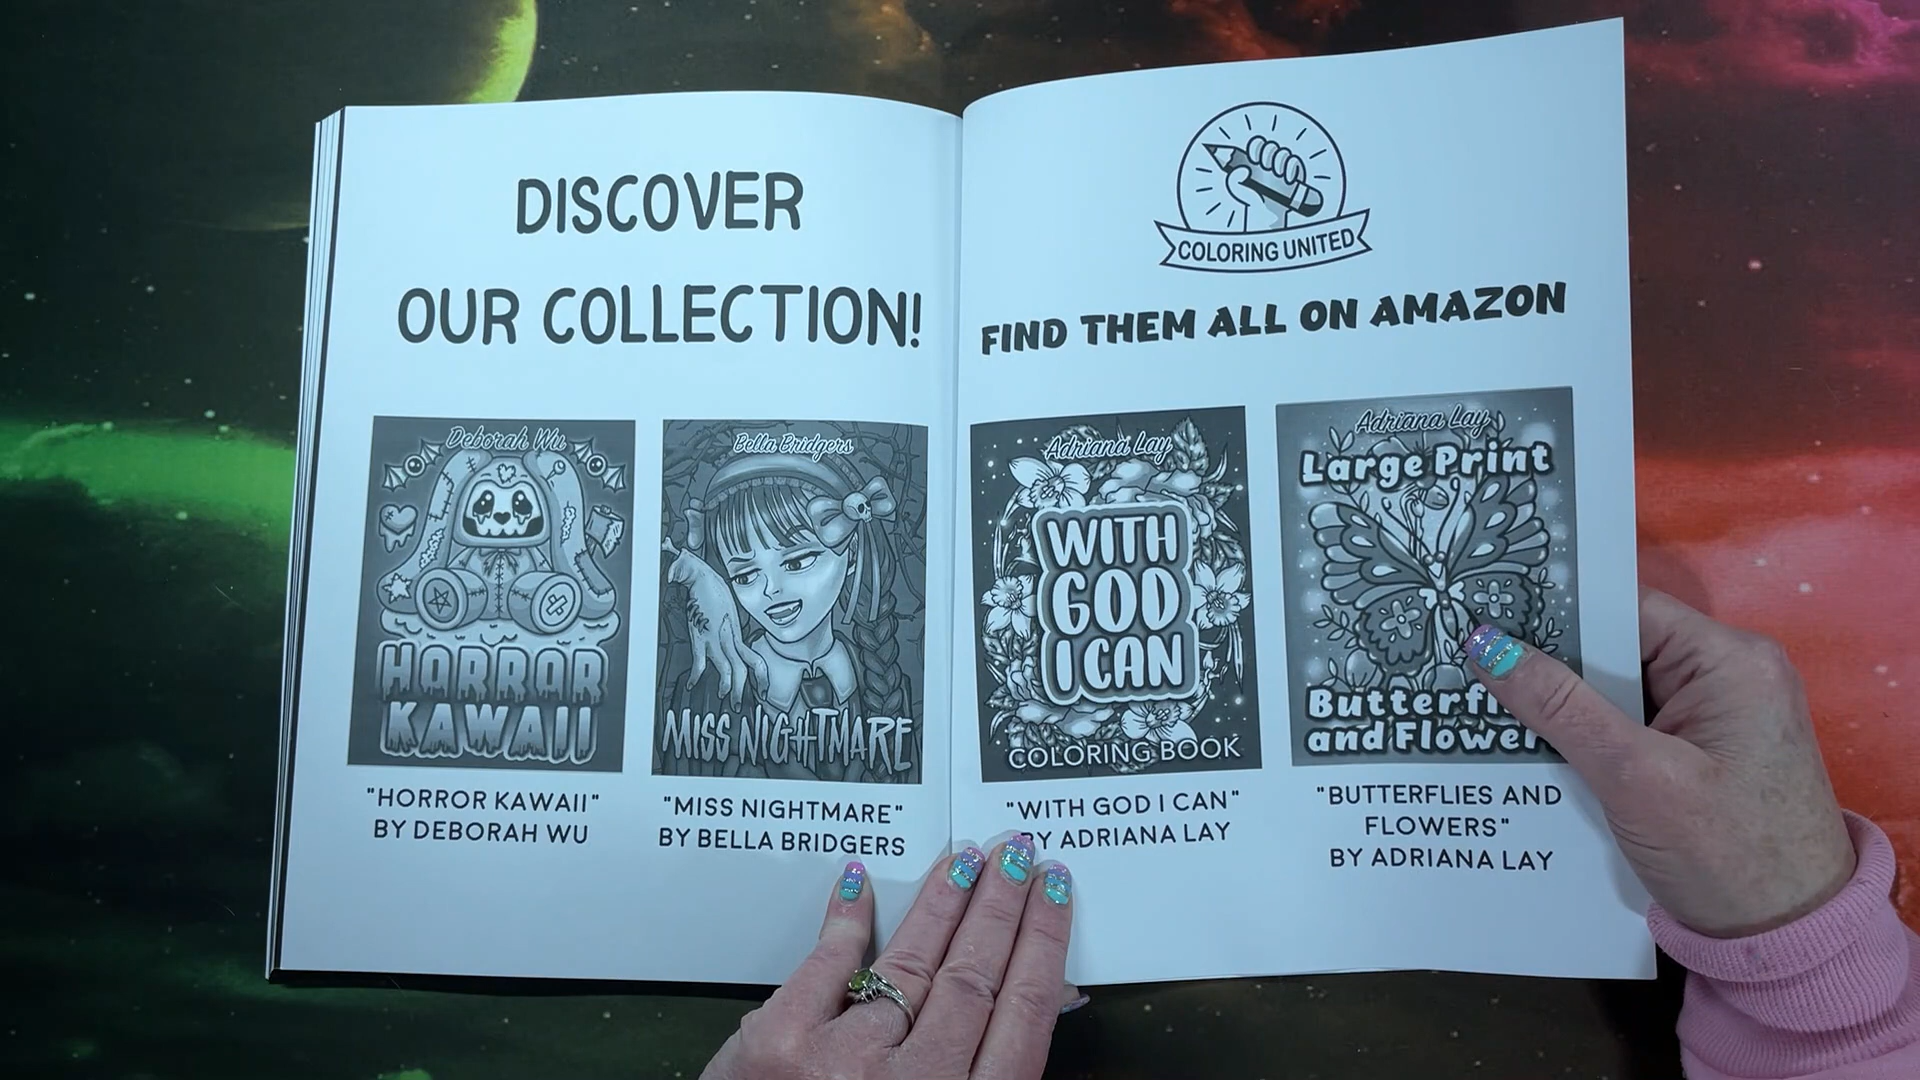 DISCOVER
OUR COLLECTION!
Deborah Wu
HORROR
KAWAII
"HORROR KAWAII"
BY DEBORAH WU
Bella Bridgers
MISS NIGHTMARE
"MISS NIGHTMARE"
BY BELLA BRIDGERS
COLORING UNITED
FIND THEM ALL ON AMAZON
Adriana Lay
WITH
GOD
I CAN
COLORING BOOK
"WITH GOD I CAN"
BY ADRIANA LAY
Adriana Lay
Large Print
Butterfl
and Flower
"BUTTERFLIES AND
FLOWERS"
BY ADRIANA LAY